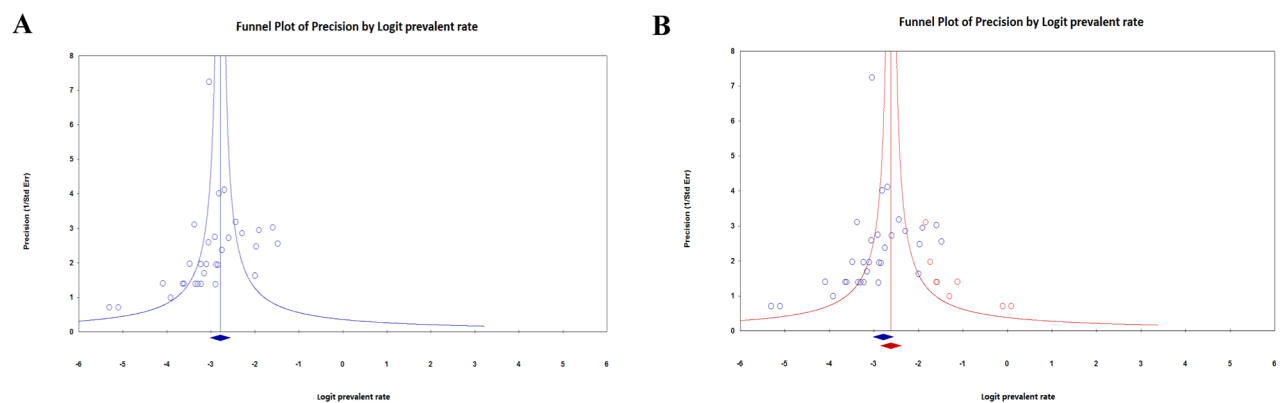 A
Funnel Plot of Precision by Logit prevalent rate
8
7
6
5
4
3
2
1
0
Precision (1/Std Err)
-6 -5 -4 -3 -2 -1 0 1 2 3 4 5 6
Logit prevalent rate
B
Funnel Plot of Precision by Logit prevalent rate
8
7
6
5
4
3
2
1
0
Precision (1/Std Err)
-6 -5 -4 -3 -2 -1 0 1 2 3 4 5 6
Logit prevalent rate